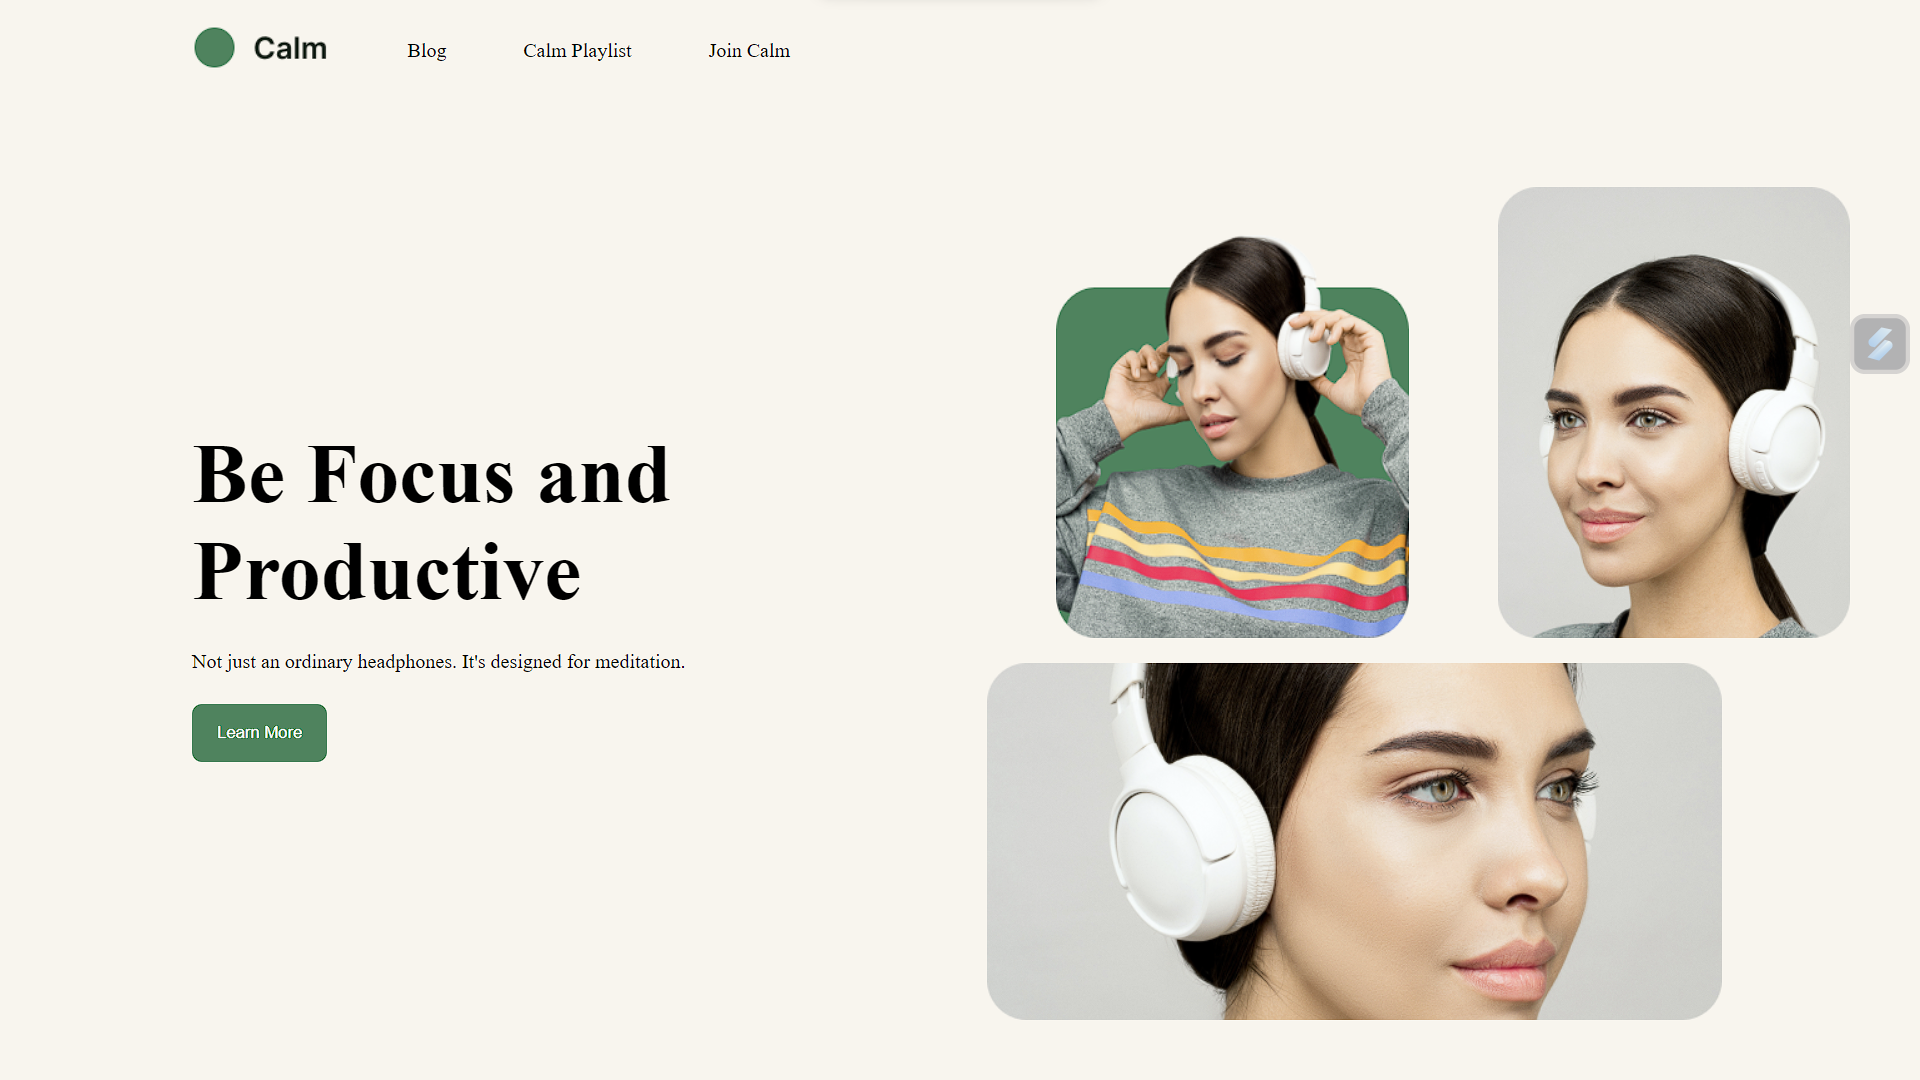 Calm
Blog
Calm Playlist
Join Calm
Be Focus and
Productive
Not just an ordinary headphones. It's designed for meditation.
Learn More